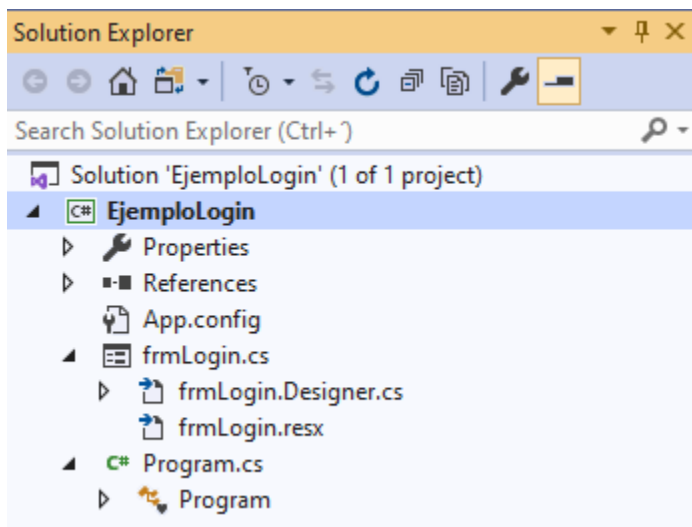 Solution Explorer
Search Solution Explorer (Ctrl+´)
Solution 'EjemploLogin' (1 of 1 project)
C# EjemploLogin
Properties
References
App.config
frmLogin.cs
frmLogin.Designer.cs
frmLogin.resx
C# Program.cs
Program